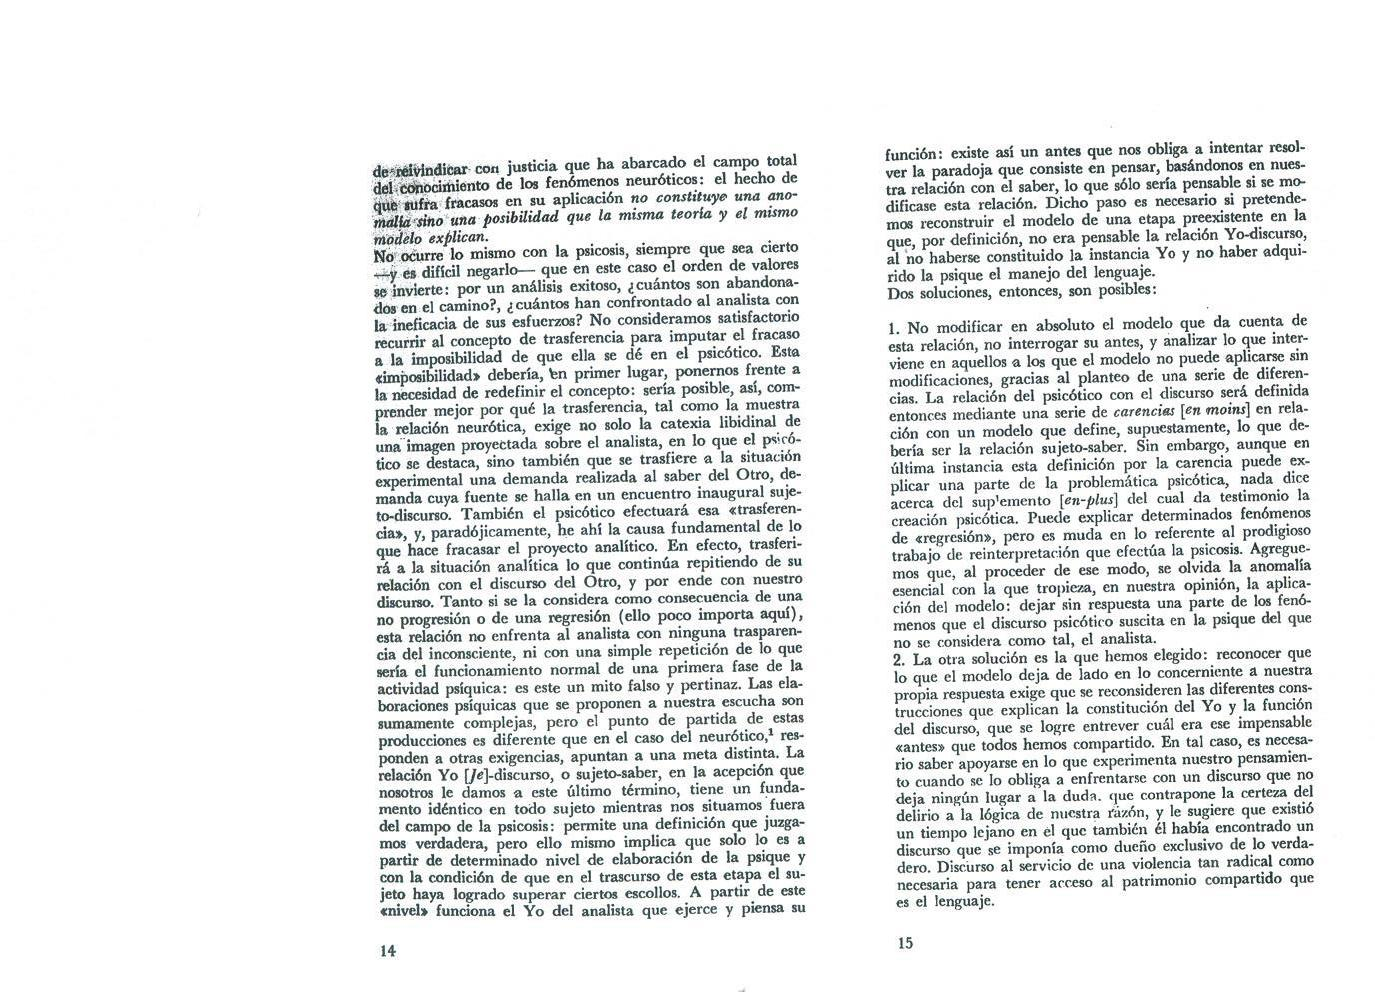 de reivindicar con justicia que ha abarcado el campo total
del conocimiento de los fenómenos neuróticos: el hecho de
que sufra fracasos en su aplicación no constituye una ano-
malía sino una posibilidad que la misma teoría y el mismo
modelo explican.
No ocurre lo mismo con la psicosis, siempre que sea cierto
—y es difícil negarlo— que en este caso el orden de valores
se invierte: por un análisis exitoso, ¿cuántos son abandona-
dos en el camino?, ¿cuántos han confrontado al analista con
la ineficacia de sus esfuerzos? No consideramos satisfactorio
recurrir al concepto de trasferencia para imputar el fracaso
a la imposibilidad de que ella se dé en el psicótico. Esta
«imposibilidad» debería, en primer lugar, ponernos frente a
la necesidad de redefinir el concepto: sería posible, así, com-
prender mejor por qué la trasferencia, tal como la muestra
la relación neurótica, exige no solo la catexia libidinal de
una imagen proyectada sobre el analista, en lo que el psicó-
tico se destaca, sino también que se trasfiere a la situación
experimental una demanda realizada al saber del Otro, de-
manda cuya fuente se halla en un encuentro inaugural suje-
to-discurso. También el psicótico efectuará esa «trasferen-
cia», y, paradójicamente, he ahí la causa fundamental de lo
que hace fracasar el proyecto analítico. En efecto, trasferi-
rá a la situación analítica lo que continúa repitiendo de su
relación con el discurso del Otro, y por ende con nuestro
discurso. Tanto si se la considera como consecuencia de una
no progresión o de una regresión (ello poco importa aquí),
esta relación no enfrenta al analista con ninguna trasparen-
cia del inconsciente, ni con una simple repetición de lo que
sería el funcionamiento normal de una primera fase de la
actividad psíquica: es este un mito falso y pertinaz. Las ela-
boraciones psíquicas que se proponen a nuestra escucha son
sumamente complejas, pero el punto de partida de estas
producciones es diferente que en el caso del neurótico,¹ res-
ponden a otras exigencias, apuntan a una meta distinta. La
relación Yo [Je]-discurso, o sujeto-saber, en la acepción que
nosotros le damos a este último término, tiene un funda-
mento idéntico en todo sujeto mientras nos situamos fuera
del campo de la psicosis: permite una definición que juzga-
mos verdadera, pero ello mismo implica que solo lo es a
partir de determinado nivel de elaboración de la psique y
con la condición de que en el trascurso de esta etapa el su-
jeto haya logrado superar ciertos escollos. A partir de este
«nivel» funciona el Yo del analista que ejerce y piensa su
14
función: existe así un antes que nos obliga a intentar resol-
ver la paradoja que consiste en pensar, basándonos en nues-
tra relación con el saber, lo que sólo sería pensable si se mo-
dificase esta relación. Dicho paso es necesario si pretende-
mos reconstruir el modelo de una etapa preexistente en la
que, por definición, no era pensable la relación Yo-discurso,
al no haberse constituido la instancia Yo y no haber adqui-
rido la psique el manejo del lenguaje.
Dos soluciones, entonces, son posibles:
1. No modificar en absoluto el modelo que da cuenta de
esta relación, no interrogar su antes, y analizar lo que inter-
viene en aquellos a los que el modelo no puede aplicarse sin
modificaciones, gracias al planteo de una serie de diferen-
cias. La relación del psicótico con el discurso será definida
entonces mediante una serie de carencias [en moins] en rela-
ción con un modelo que define, supuestamente, lo que de-
bería ser la relación sujeto-saber. Sin embargo, aunque en
última instancia esta definición por la carencia puede ex-
plicar una parte de la problemática psicótica, nada dice
acerca del sup'emento [en-plus] del cual da testimonio la
creación psicótica. Puede explicar determinados fenómenos
de «regresión», pero es muda en lo referente al prodigioso
trabajo de reinterpretación que efectúa la psicosis. Agregue-
mos que, al proceder de ese modo, se olvida la anomalía
esencial con la que tropieza, en nuestra opinión, la aplica-
ción del modelo: dejar sin respuesta una parte de los fenó-
menos que el discurso psicótico suscita en la psique del que
no se considera como tal, el analista.
2. La otra solución es la que hemos elegido: reconocer que
lo que el modelo deja de lado en lo concerniente a nuestra
propia respuesta exige que se reconsideren las diferentes cons-
trucciones que explican la constitución del Yo y la función
del discurso, que se logre entrever cuál era ese impensable
«antes» que todos hemos compartido. En tal caso, es necesa-
rio saber apoyarse en lo que experimenta nuestro pensamien-
to cuando se lo obliga a enfrentarse con un discurso que no
deja ningún lugar a la duda. que contrapone la certeza del
delirio a la lógica de nuestra razón, y le sugiere que existió
un tiempo lejano en el que también él había encontrado un
discurso que se imponía como dueño exclusivo de lo verda-
dero. Discurso al servicio de una violencia tan radical como
necesaria para tener acceso al patrimonio compartido que
es el lenguaje.
15